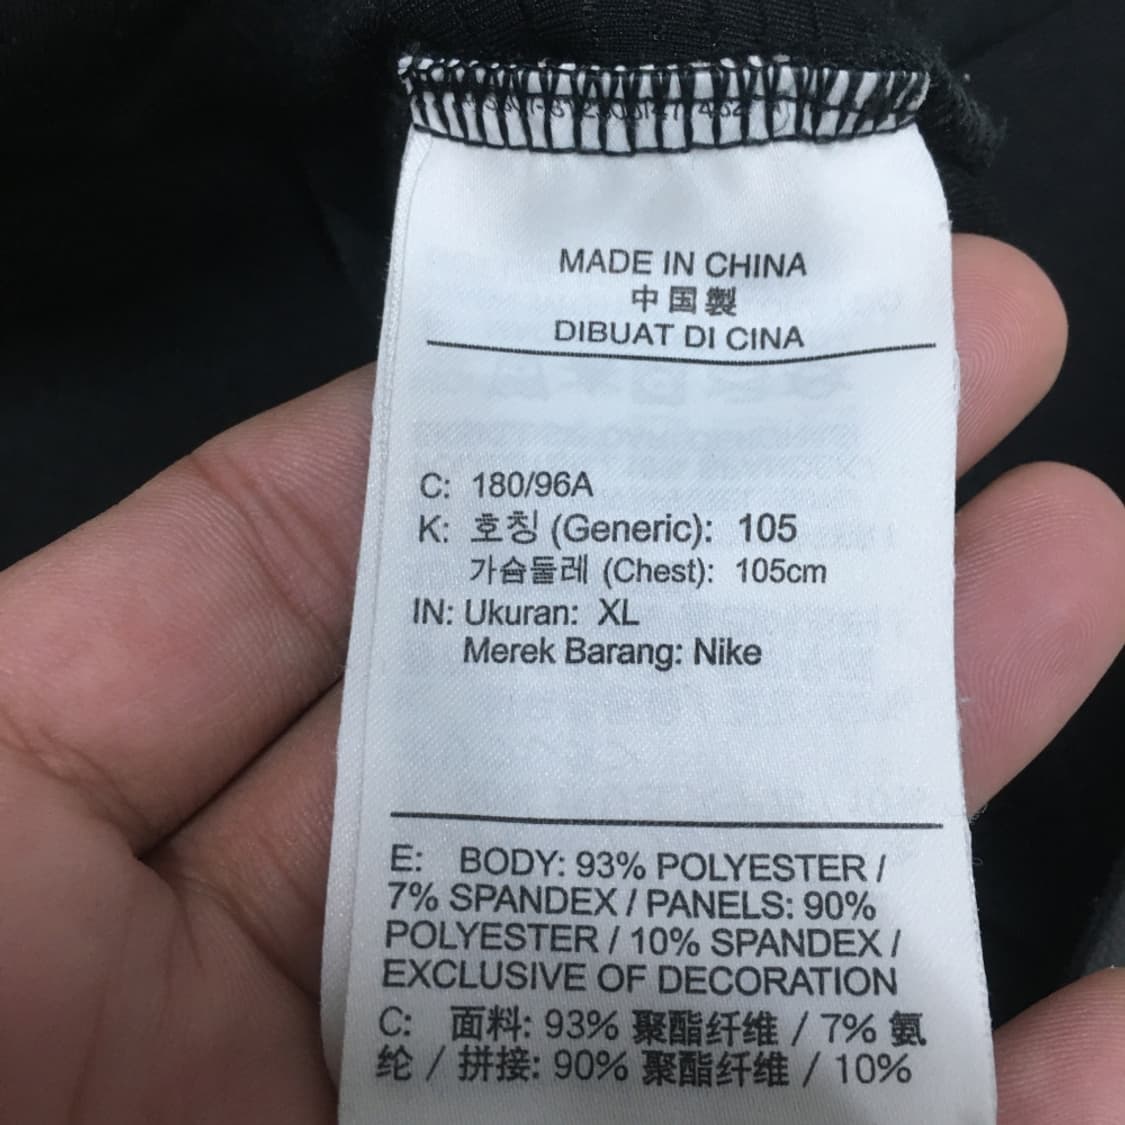 MADE IN CHINA
中国製
DIBUAT DI CINA
C: 180/96A
K: 호칭 (Generic): 105
가슴둘레 (Chest): 105cm
IN: Ukuran: XL
Merek Barang: Nike
E: BODY: 93% POLYESTER /
7% SPANDEX / PANELS: 90%
POLYESTER / 10% SPANDEX /
EXCLUSIVE OF DECORATION
C: 面料: 93% 聚酯纤维 / 7% 氨
纶 / 拼接: 90% 聚酯纤维 / 10%